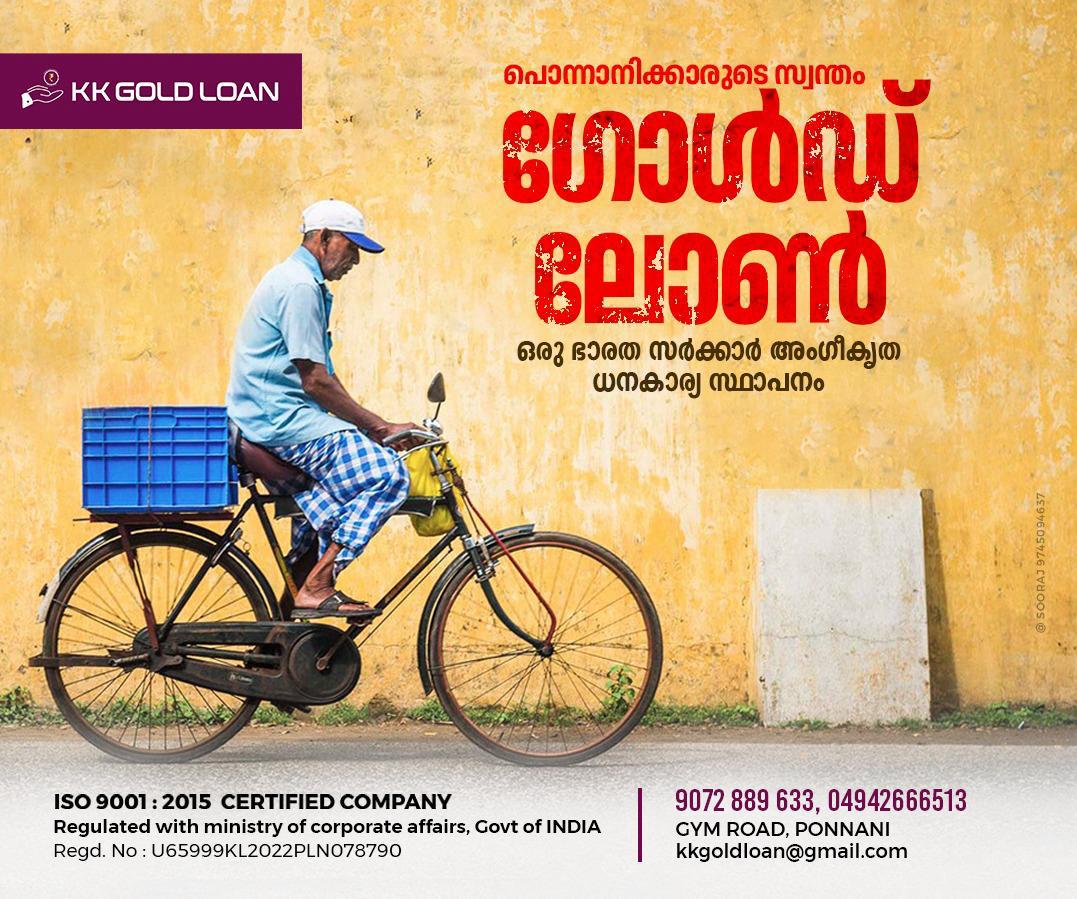 KK GOLD LOAN
പൊന്നാനിക്കാരുടെ സ്വന്തം
ഗോൾഡ്
ലോൺ
ഒരു ഭാരത സർക്കാർ അംഗീകൃത
ധനകാര്യ സ്ഥാപനം
@ SOORAJ 9745094637
ISO 9001 : 2015 CERTIFIED COMPANY
Regulated with ministry of corporate affairs, Govt of INDIA
Regd. No : U65999KL2022PLN078790
9072 889 633, 04942666513
GYM ROAD, PONNANI
kkgoldloan@gmail.com